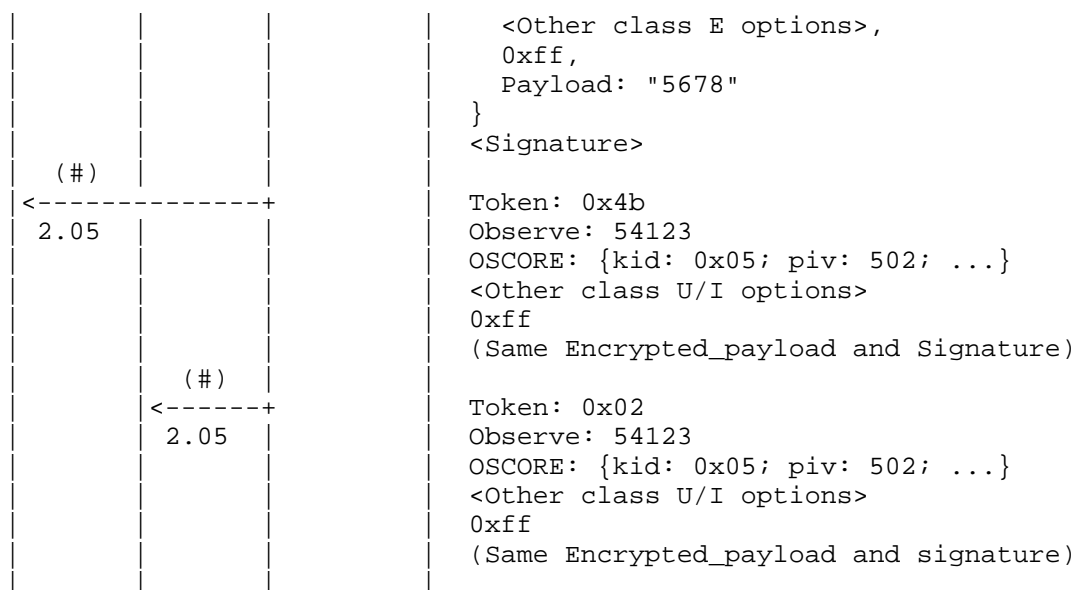 <Other class E options>,
0xff,
Payload: "5678"
}
<Signature>
(#)
<--------------+ Token: 0x4b
2.05 Observe: 54123
OSCORE: {kid: 0x05; piv: 502; ...}
<Other class U/I options>
0xff
(Same Encrypted_payload and Signature)
(#)
<------+ Token: 0x02
2.05 Observe: 54123
OSCORE: {kid: 0x05; piv: 502; ...}
<Other class U/I options>
0xff
(Same Encrypted_payload and signature)